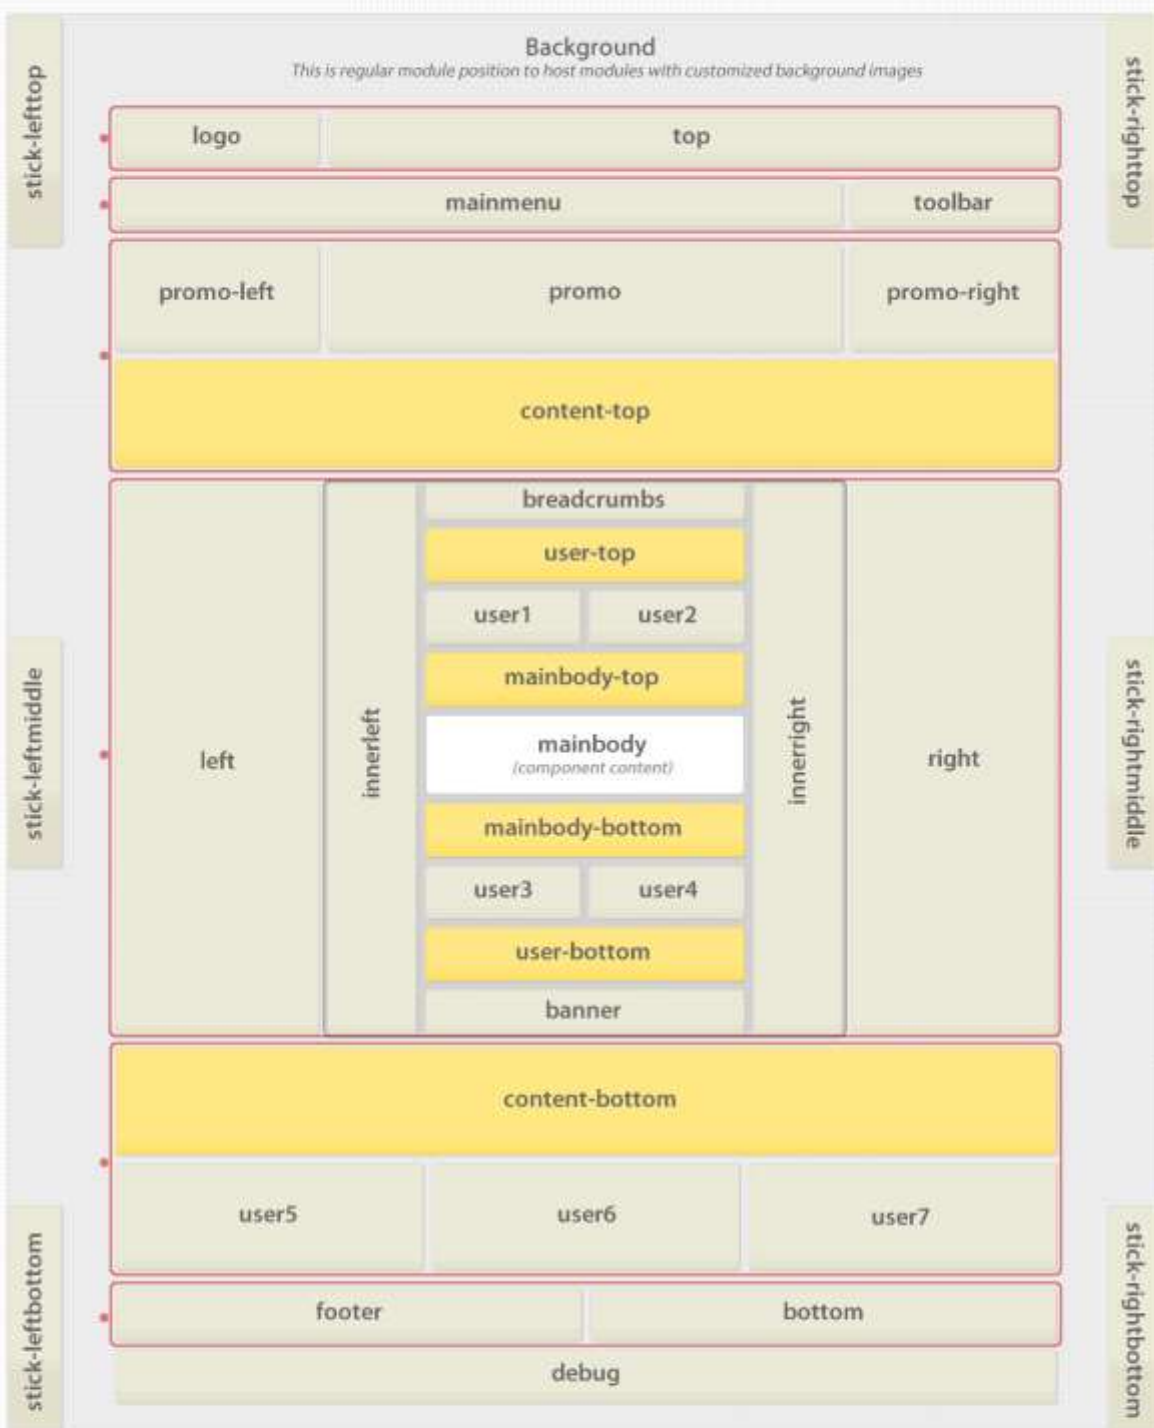 Background
This is regular module position to host modules with customized background images
stick-lefttop
stick-righttop
logo
top
mainmenu
toolbar
promo-left
promo
promo-right
content-top
breadcrumbs
user-top
user1
user2
mainbody-top
stick-leftmiddle
left
innerleft
mainbody
(component content)
innerright
right
stick-rightmiddle
mainbody-bottom
user3
user4
user-bottom
banner
content-bottom
user5
user6
user7
stick-leftbottom
stick-rightbottom
footer
bottom
debug